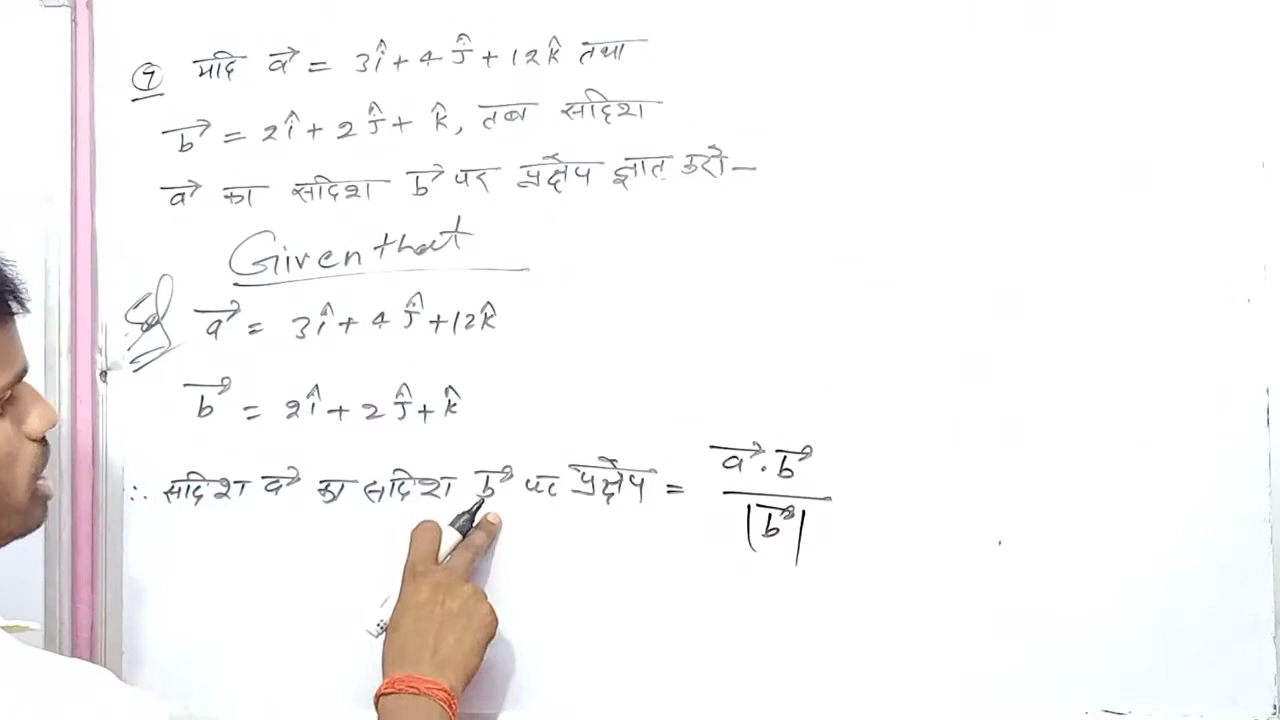 ⑦ यदि a⃗ = 3î + 4ĵ + 12k̂ तथा
b⃗ = 2î + 2ĵ + k̂, तब सदिश
a⃗ का सदिश b⃗ पर प्रक्षेप ज्ञात करो —
Given that
Sol a⃗ = 3î + 4ĵ + 12k̂
b⃗ = 2î + 2ĵ + k̂
∴ सदिश a⃗ का सदिश b⃗ पर प्रक्षेप = a⃗ . b⃗ / |b⃗|